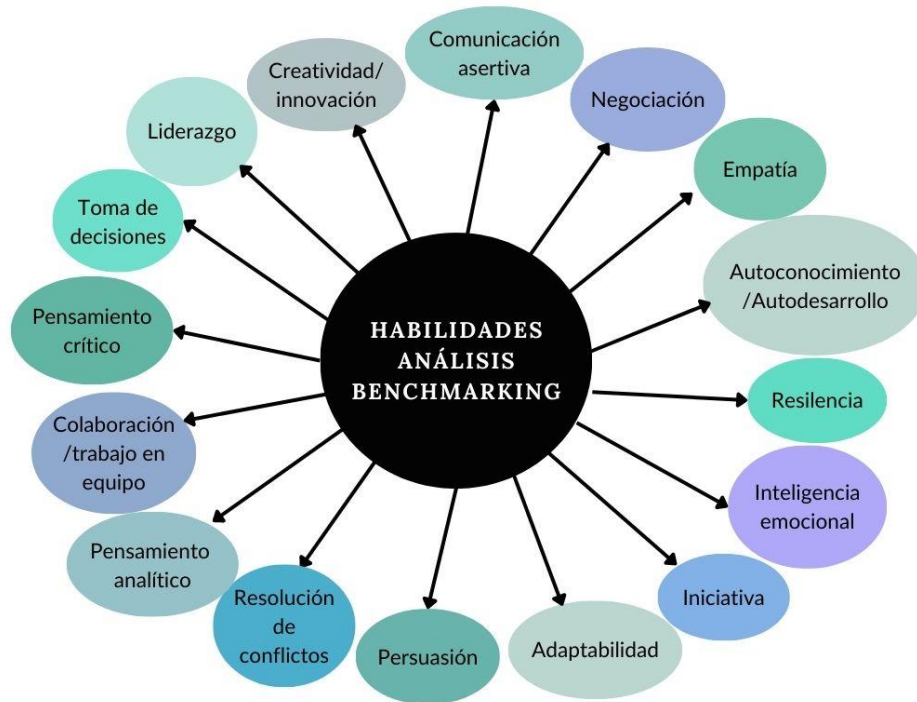 HABILIDADES
ANÁLISIS
BENCHMARKING
Comunicación
asertiva
Negociación
Empatía
Autoconocimiento
/Autodesarrollo
Resilencia
Inteligencia
emocional
Iniciativa
Adaptabilidad
Persuasión
Resolución
de
conflictos
Pensamiento
analítico
Colaboración
/trabajo en
equipo
Pensamiento
crítico
Toma de
decisiones
Liderazgo
Creatividad/
innovación